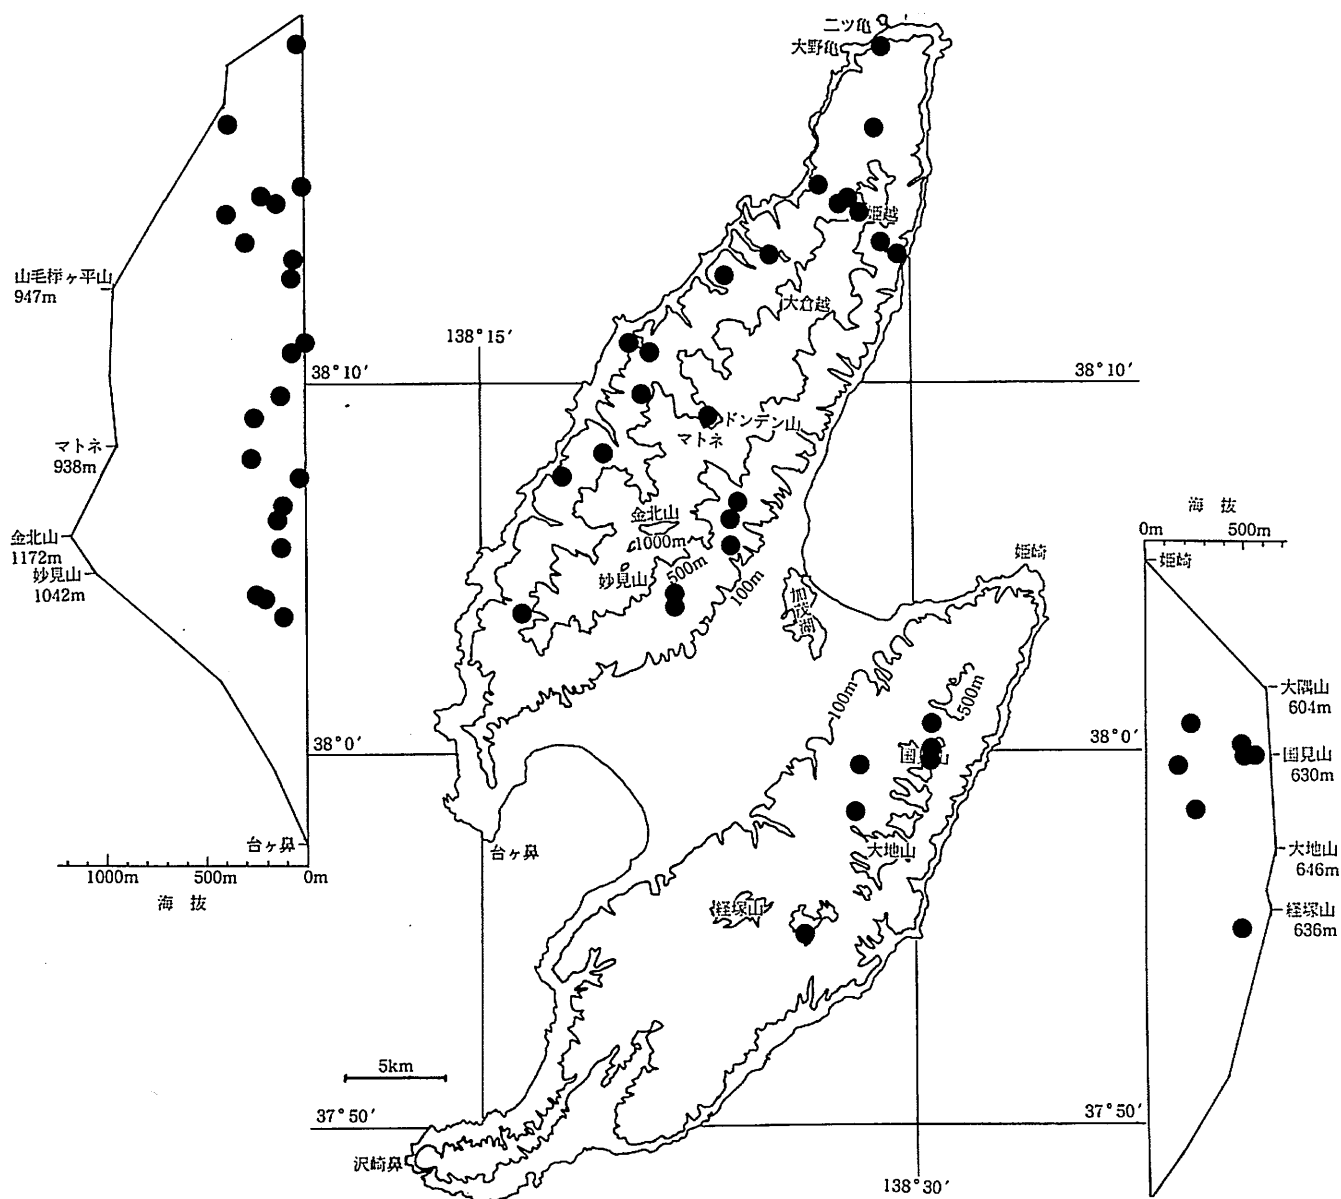 二ツ亀
大野亀
姫越
大倉越
山毛欅ヶ平山
947m
138°15′
38°10′
38°10′
ドンデン山
マトネ
マトネ
938m
金北山
1172m
妙見山
1042m
金北山
1000m
妙見山
500m
100m
加茂湖
姫崎
海 抜
0m
500m
姫崎
大隅山
604m
国見山
630m
大地山
646m
経塚山
636m
100m
500m
38°0′
38°0′
国
山
大地山
経塚山
台ヶ鼻
台ヶ鼻
1000m
500m
0m
海 抜
5km
37°50′
37°50′
沢崎鼻
138°30′